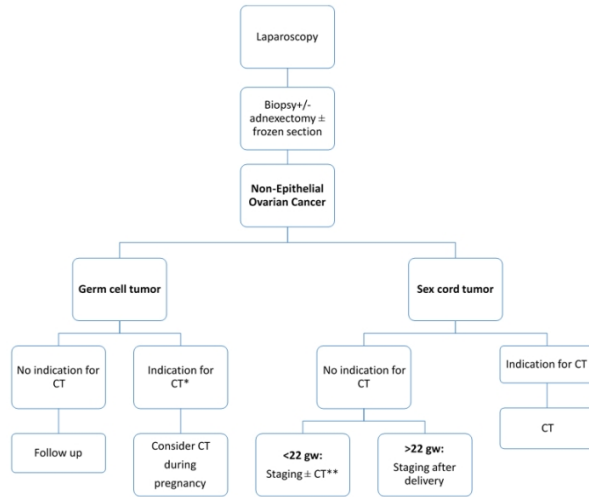 Laparoscopy
Biopsy+/-
adnexectomy ±
frozen section
Non-Epithelial
Ovarian Cancer
Germ cell tumor
Sex cord tumor
No indication for
CT
Indication for
CT*
No indication for
CT
Indication for CT
Follow up
Consider CT
during
pregnancy
<22 gw:
Staging ± CT**
>22 gw:
Staging after
delivery
CT